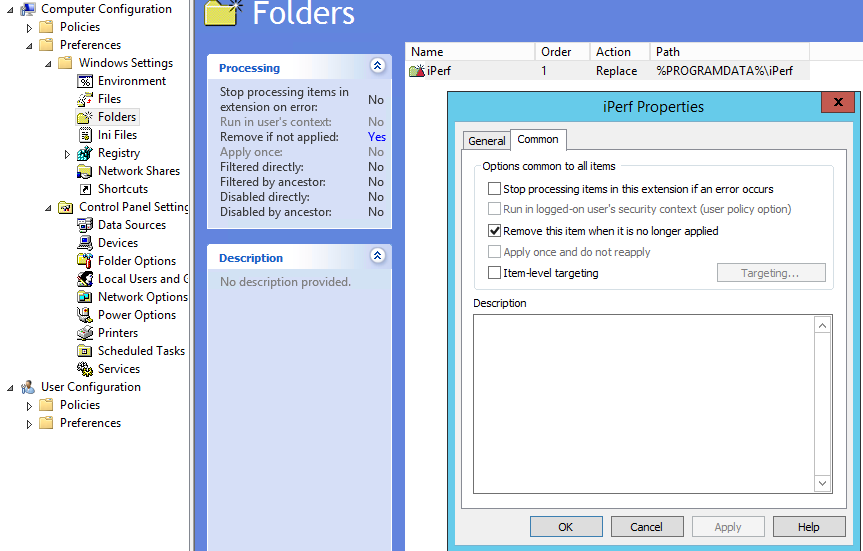 Computer Configuration
Policies
Preferences
Windows Settings
Environment
Files
Folders
Ini Files
Registry
Network Shares
Shortcuts
Control Panel Setting
Data Sources
Devices
Folder Options
Local Users and G
Network Options
Power Options
Printers
Scheduled Tasks
Services
User Configuration
Policies
Preferences
Folders
Processing
Stop processing items in extension on error: No
Run in user's context: No
Remove if not applied: Yes
Apply once: No
Filtered directly: No
Filtered by ancestor: No
Disabled directly: No
Disabled by ancestor: No
Description
No description provided.
Name Order Action Path
iPerf 1 Replace %PROGRAMDATA%\iPerf
iPerf Properties
x
General Common
Options common to all items
Stop processing items in this extension if an error occurs
Run in logged-on user's security context (user policy option)
Remove this item when it is no longer applied
Apply once and do not reapply
Item-level targeting Targeting...
Description
OK Cancel Apply Help